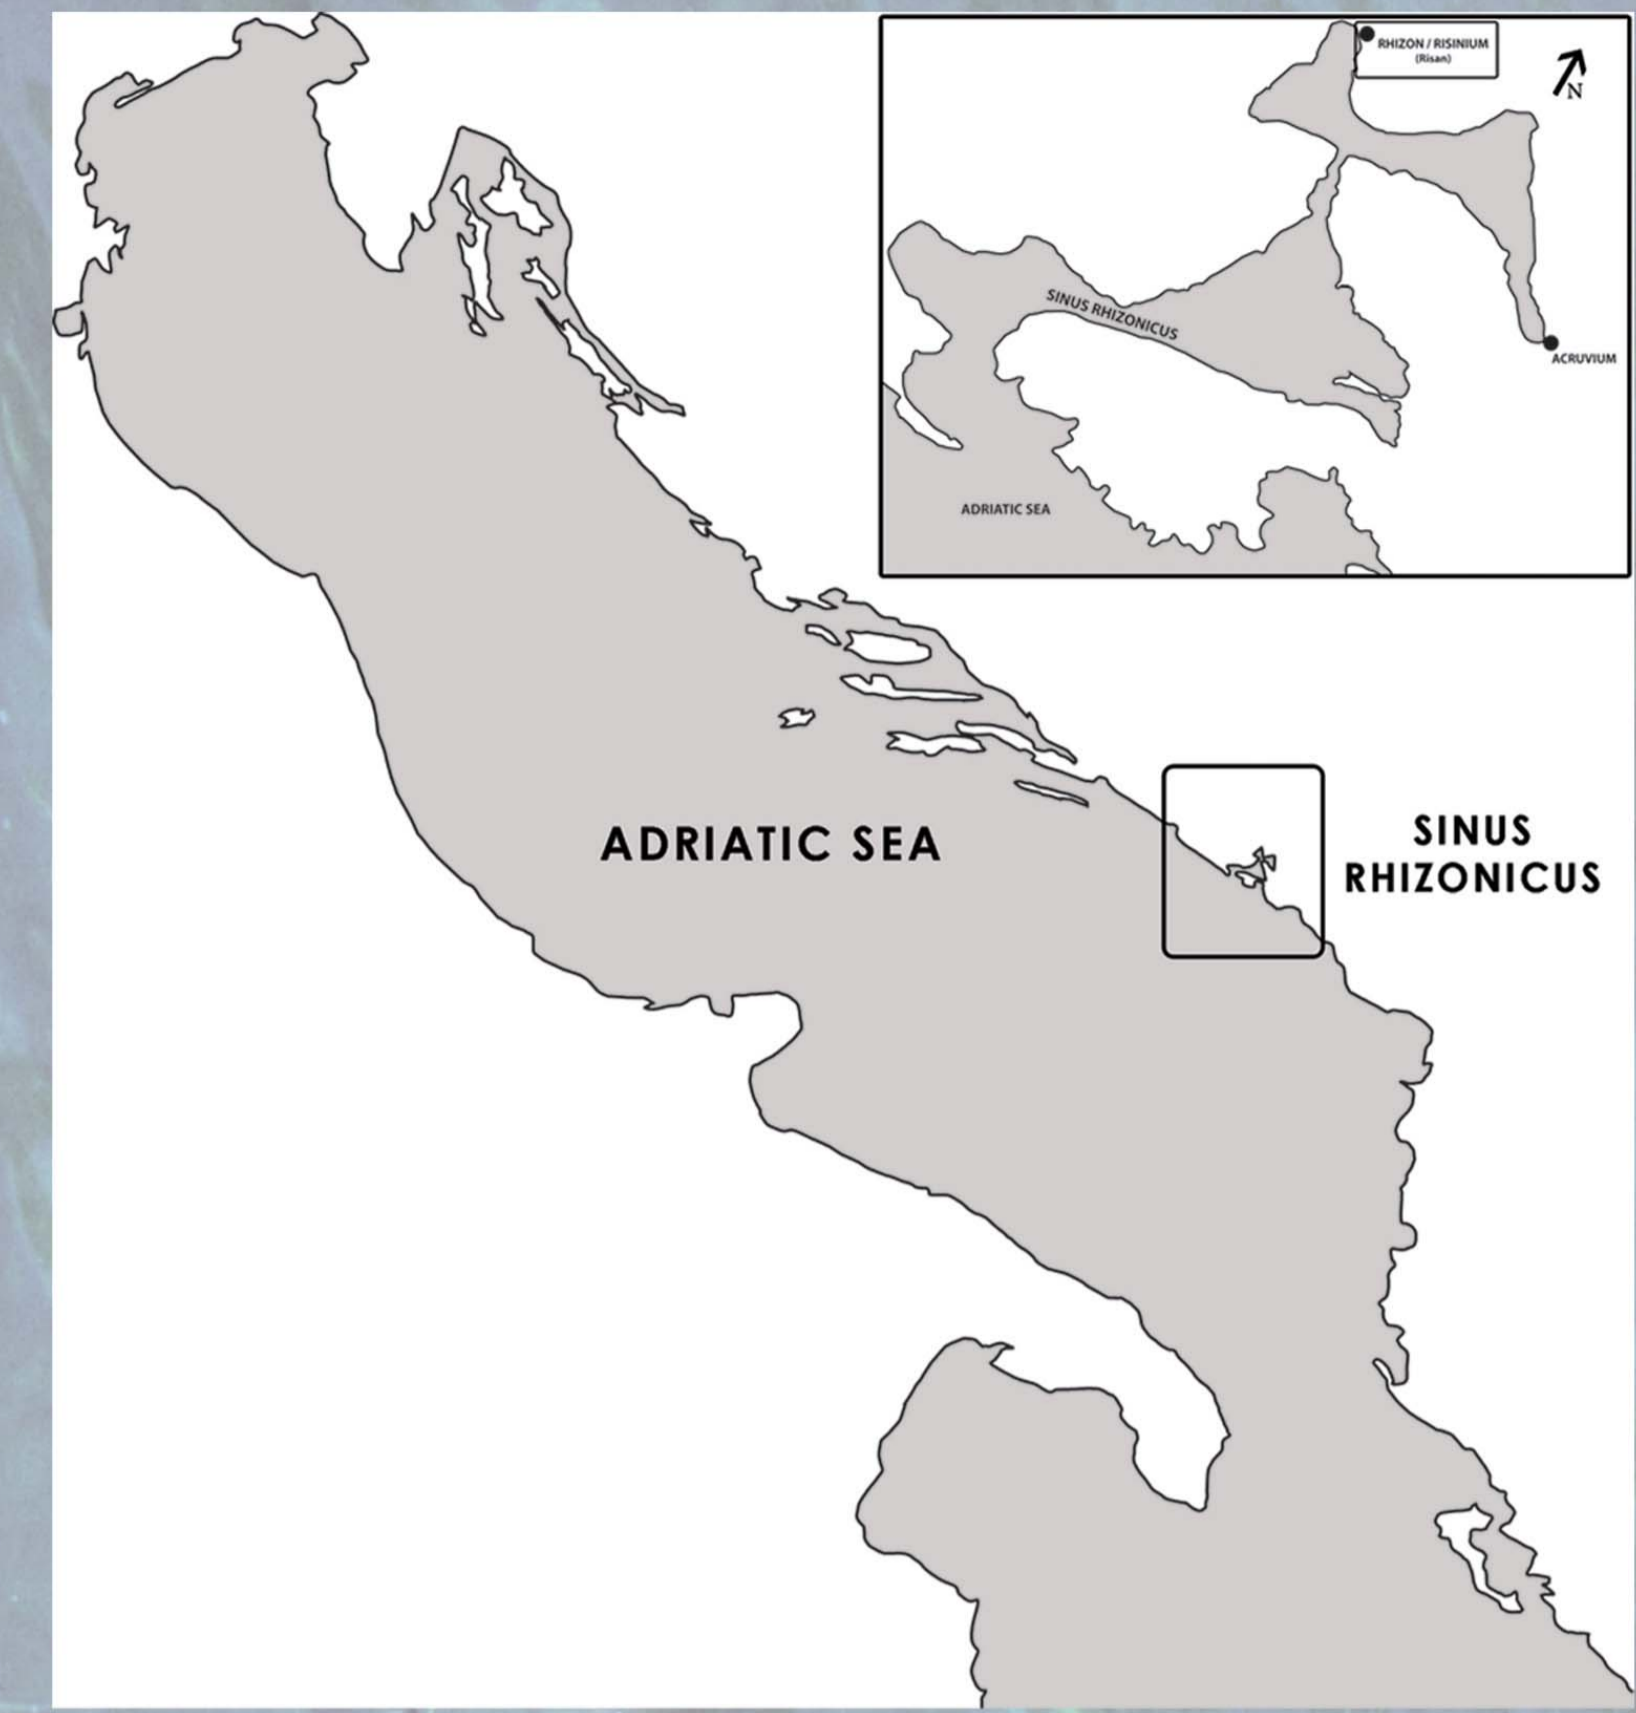 RHIZON / RISINIUM
(Risan)
N
SINUS RHIZONICUS
ACRUVIUM
ADRIATIC SEA
ADRIATIC SEA
SINUS
RHIZONICUS